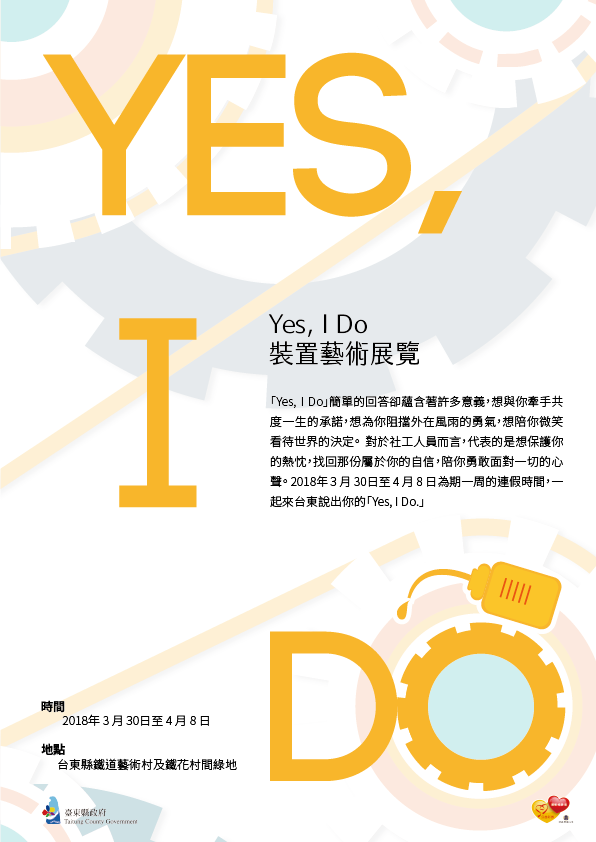 YES,
I
Yes, I Do
裝置藝術展覽
「Yes, I Do」簡單的回答卻蘊含著許多意義，想與你牽手共
度一生的承諾，想為你阻擋外在風雨的勇氣，想陪你微笑
看待世界的決定。對於社工人員而言，代表的是想保護你
的熱忱，找回那份屬於你的自信，陪你勇敢面對一切的心
聲。2018年 3 月 30日至 4 月 8 日為期一周的連假時間，一
起來台東說出你的「Yes, I Do.」
DO
時間
2018年 3 月 30日至 4 月 8 日
地點
台東縣鐵道藝術村及鐵花村間綠地
臺東縣政府
Taitung County Government